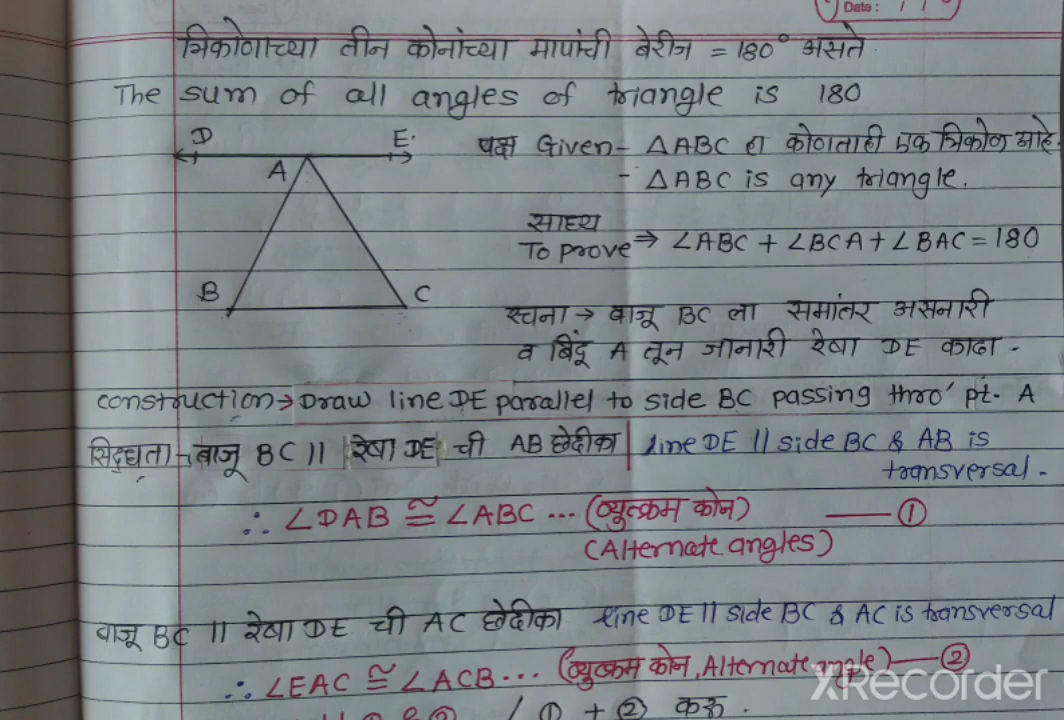 Date : / /
त्रिकोणाच्या तीन कोनांच्या मापांची बेरीज = 180° असते.
The sum of all angles of triangle is 180
D E.
A
B C
पक्ष Given - △ABC हा कोणताही एक त्रिकोण आहे.
- △ABC is any triangle.
साध्य
To prove ⇒ ∠ABC + ∠BCA + ∠BAC = 180
रचना → बाजू BC ला समांतर असनारी
व बिंदू A तून जानारी रेषा DE काढा.
construction → Draw line DE parallel to side BC passing thro' pt. A
सिद्धता - बाजू BC || रेषा DE ची AB छेदीका | line DE || side BC & AB is
transversal.
∴ ∠DAB ≅ ∠ABC ... (व्युत्क्रम कोन) —— ①
(Alternate angles)
बाजू BC || रेषा DE ची AC छेदीका line DE || side BC & AC is transversal
∴ ∠EAC ≅ ∠ACB ... (व्युत्क्रम कोन, Alternate angle) — ②
① + ② करू.
XRecorder